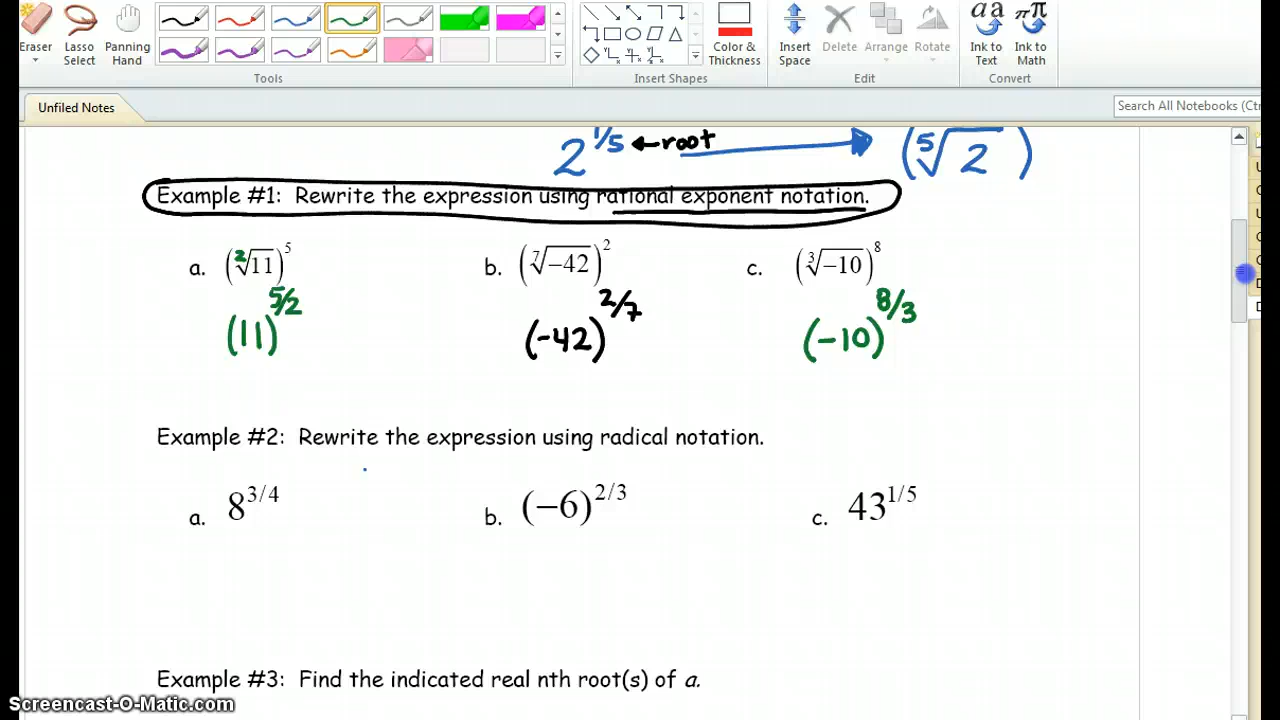 aa
Eraser Lasso Select Panning Hand Color & Thickness Insert Space Delete Arrange Rotate Ink to Text Ink to Math
Tools Insert Shapes Edit Convert
Unfiled Notes Search All Notebooks (Ctr
2^{1/5} ← root (⁵√2)
Example #1: Rewrite the expression using rational exponent notation.
a. (²√11)⁵ b. (⁷√−42)² c. (³√−10)⁸
(11)^{5/2} (-42)^{2/7} (-10)^{8/3}
Example #2: Rewrite the expression using radical notation.
a. 8^{3/4} b. (−6)^{2/3} c. 43^{1/5}
Example #3: Find the indicated real nth root(s) of a.
Screencast-O-Matic.com